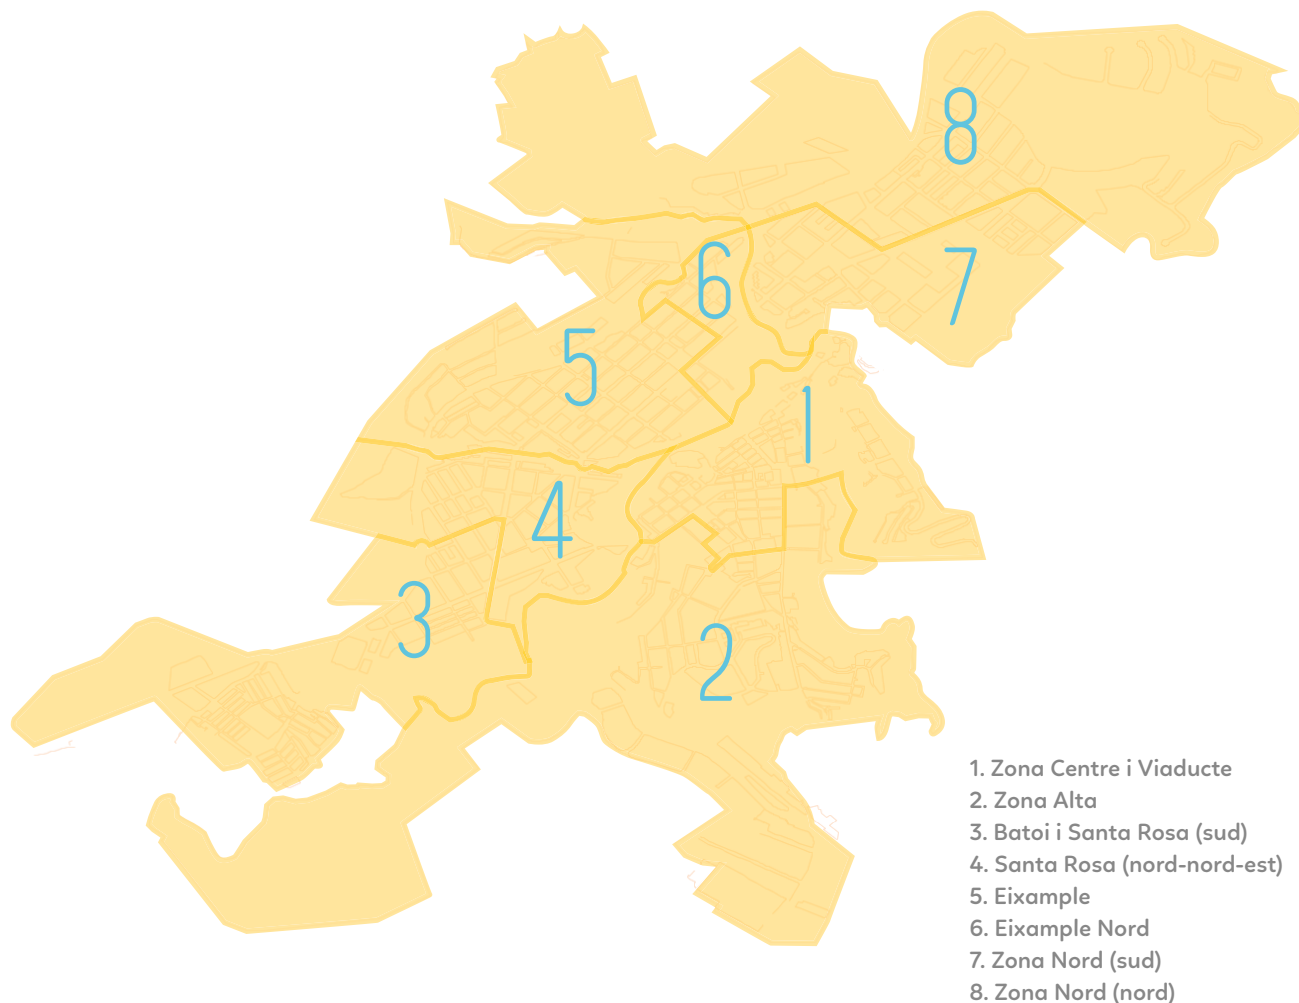 8
6
7
5
1
4
3
2
1. Zona Centre i Viaducte
2. Zona Alta
3. Batoi i Santa Rosa (sud)
4. Santa Rosa (nord-nord-est)
5. Eixample
6. Eixample Nord
7. Zona Nord (sud)
8. Zona Nord (nord)